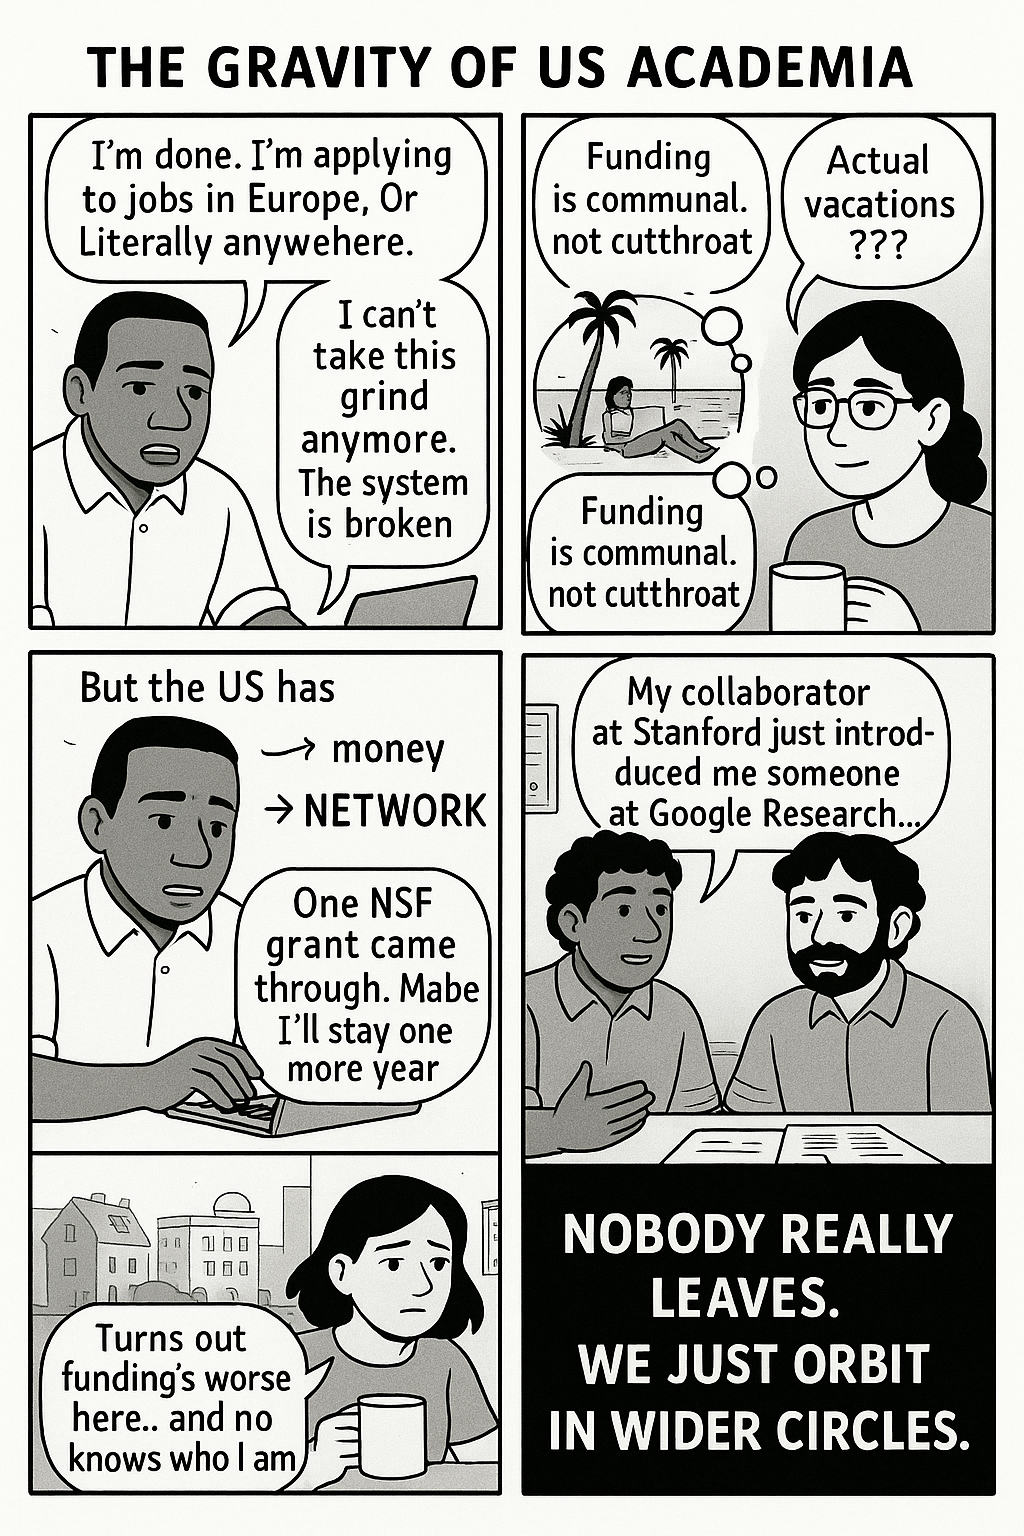 THE GRAVITY OF US ACADEMIA
I'm done. I'm applying
to jobs in Europe, Or
Literally anywehere.
I can't
take this
grind
anymore.
The system
is broken
Funding
is communal.
not cutthroat
Actual
vacations
???
Funding
is communal.
not cutthroat
But the US has
→ money
→ NETWORK
One NSF
grant came
through. Mabe
I'll stay one
more year
My collaborator
at Stanford just introd-
duced me someone
at Google Research...
Turns out
funding's worse
here.. and no
knows who I am
NOBODY REALLY
LEAVES.
WE JUST ORBIT
IN WIDER CIRCLES.